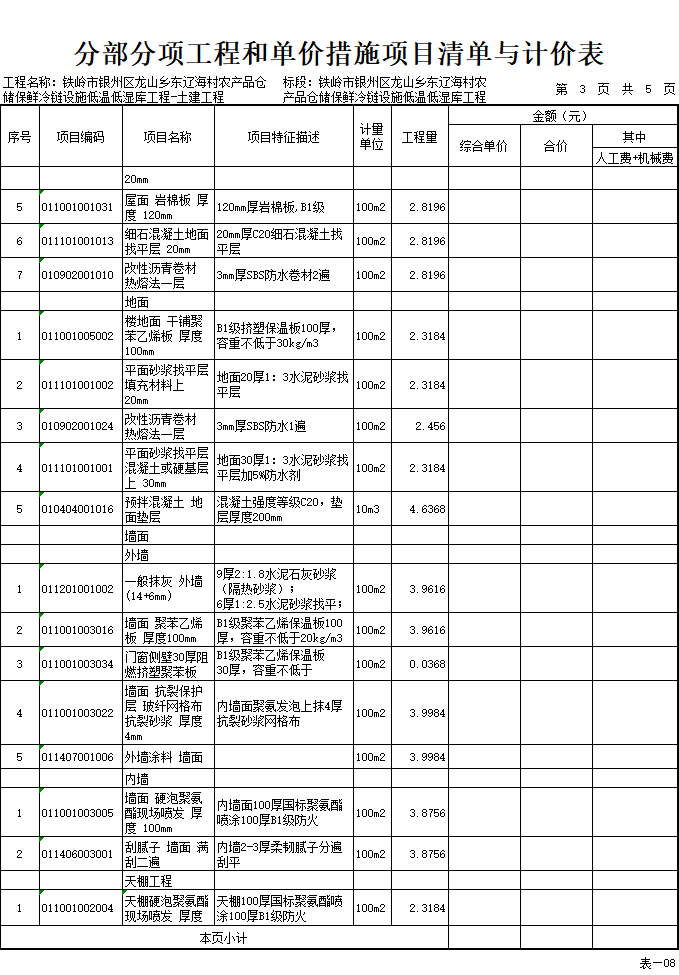 分部分项工程和单价措施项目清单与计价表
工程名称: 铁岭市银州区龙山乡东辽海村农产品仓
储保鲜冷链设施低温低湿库工程-土建工程
标段: 铁岭市银州区龙山乡东辽海村农
产品仓储保鲜冷链设施低温低湿库工程
第 3 页 共 5 页
序号 项目编码 项目名称 项目特征描述 计量
单位 工程量 金额（元）
综合单价 合价 其中
人工费+机械费
20mm
5 011001001031 屋面 岩棉板 厚
度 120mm 120mm厚岩棉板,B1级 100m2 2.8196
6 011101001013 细石混凝土地面
找平层 20mm 20mm厚C20细石混凝土找
平层 100m2 2.8196
7 010902001010 改性沥青卷材
热熔法一层 3mm厚SBS防水卷材2遍 100m2 2.8196
地面
1 011001005002 楼地面 干铺聚
苯乙烯板 厚度
100mm B1级挤塑保温板100厚，
容重不低于30kg/m3 100m2 2.3184
2 011101001002 平面砂浆找平层
填充材料上
20mm 地面20厚1：3水泥砂浆找
平层 100m2 2.3184
3 010902001024 改性沥青卷材
热熔法一层 3mm厚SBS防水1遍 100m2 2.456
4 011101001001 平面砂浆找平层
混凝土或硬基层
上 30mm 地面30厚1：3水泥砂浆找
平层加5%防水剂 100m2 2.3184
5 010404001016 预拌混凝土 地
面垫层 混凝土强度等级C20，垫
层厚度200mm 10m3 4.6368
墙面
外墙
1 011201001002 一般抹灰 外墙
(14+6mm) 9厚2:1.8水泥石灰砂浆
（隔热砂浆）；
6厚1:2.5水泥砂浆找平； 100m2 3.9616
2 011001003016 墙面 聚苯乙烯
板 厚度100mm B1级聚苯乙烯保温板100
厚，容重不低于20kg/m3 100m2 3.9616
3 011001003034 门窗侧壁30厚阻
燃挤塑聚苯板 B1级聚苯乙烯保温板
30厚，容重不低于 100m2 0.0368
4 011001003022 墙面 抗裂保护
层 玻纤网格布
抗裂砂浆 厚度
4mm 内墙面聚氨发泡上抹4厚
抗裂砂浆网格布 100m2 3.9984
5 011407001006 外墙涂料 墙面 100m2 3.9984
内墙
1 011001003005 墙面 硬泡聚氨
酯现场喷发 厚
度 100mm 内墙面100厚国标聚氨酯
喷涂100厚B1级防火 100m2 3.8756
2 011406003001 刮腻子 墙面 满
刮二遍 内墙2-3厚柔韧腻子分遍
刮平 100m2 3.8756
天棚工程
1 011001002004 天棚硬泡聚氨酯
现场喷发 厚度 天棚100厚国标聚氨酯喷
涂100厚B1级防火 100m2 2.3184
本页小计
表—08